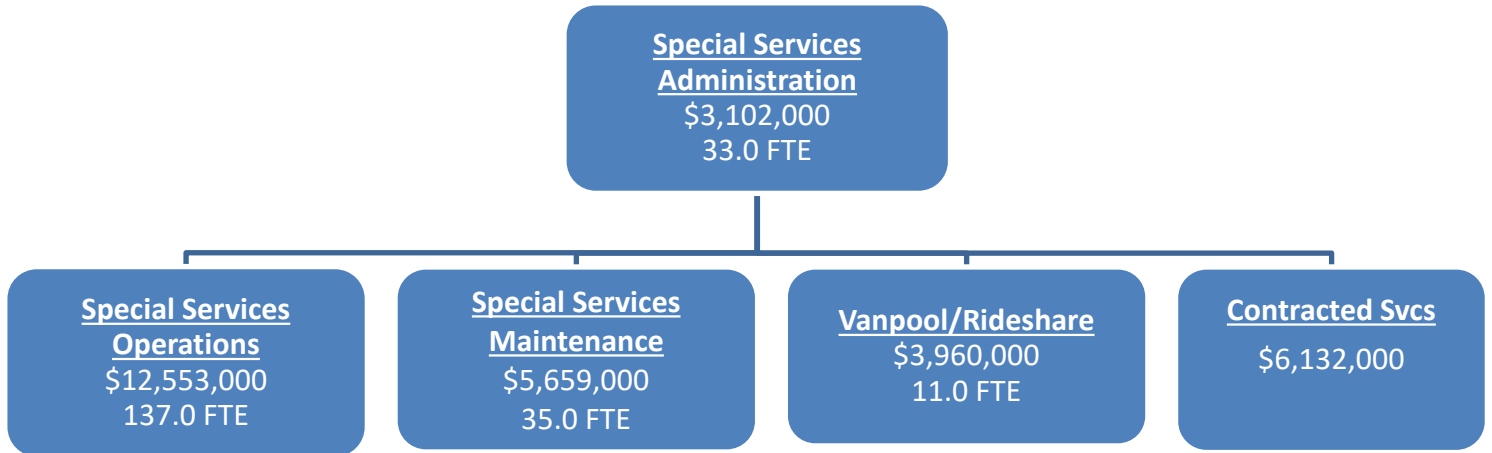 Special Services
Administration
$3,102,000
33.0 FTE
Special Services
Operations
$12,553,000
137.0 FTE
Special Services
Maintenance
$5,659,000
35.0 FTE
Vanpool/Rideshare
$3,960,000
11.0 FTE
Contracted Svcs
$6,132,000